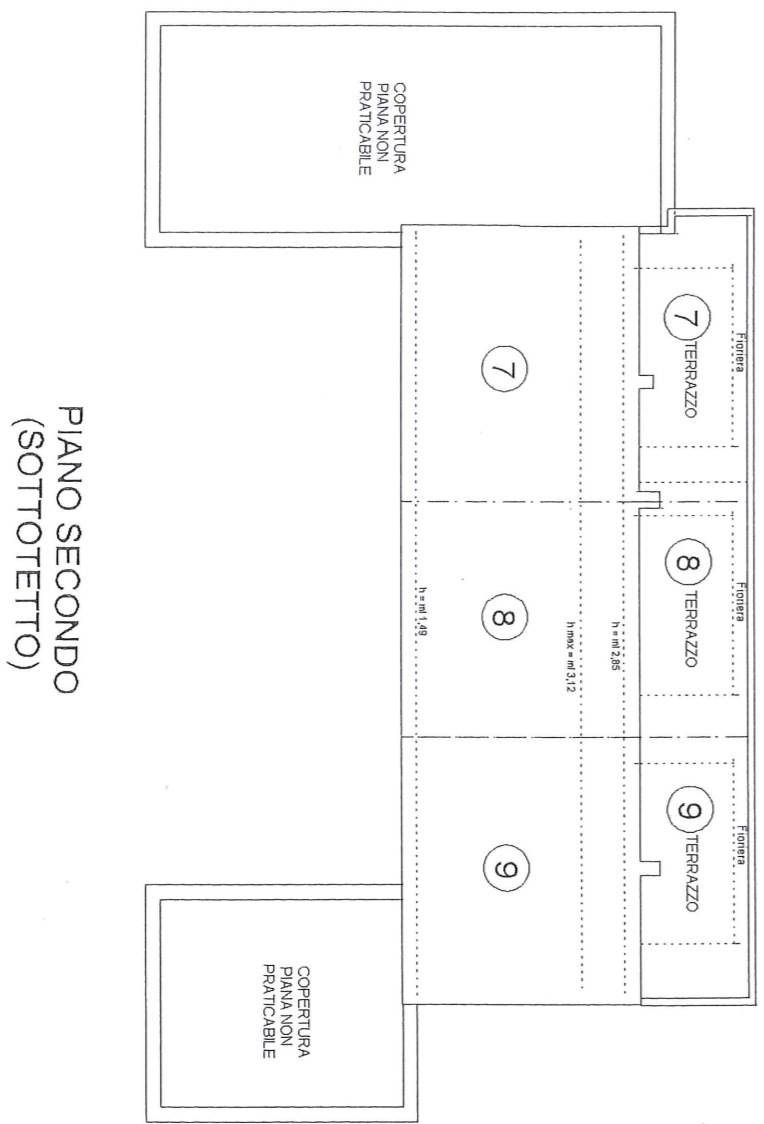 Fioriera
Fioriera
Fioriera
7 TERRAZZO
8 TERRAZZO
9 TERRAZZO
h = ml 2,85
h max = ml 3,12
7
8
9
h = ml 1,49
COPERTURA
PIANA NON
PRATICABILE
COPERTURA
PIANA NON
PRATICABILE
PIANO SECONDO
(SOTTOTETTO)